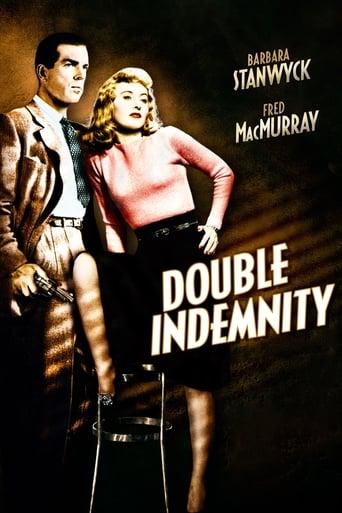 BARBARA
STANWYCK
FRED
MacMURRAY
DOUBLE
INDEMNITY